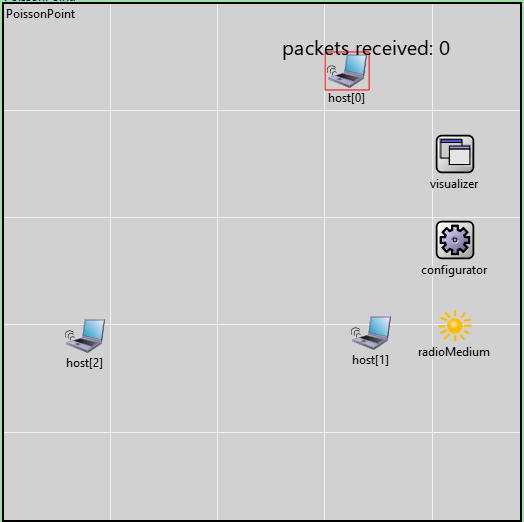 PoissonPoint
packets received: 0
host[0]
visualizer
configurator
host[2]
host[1]
radioMedium